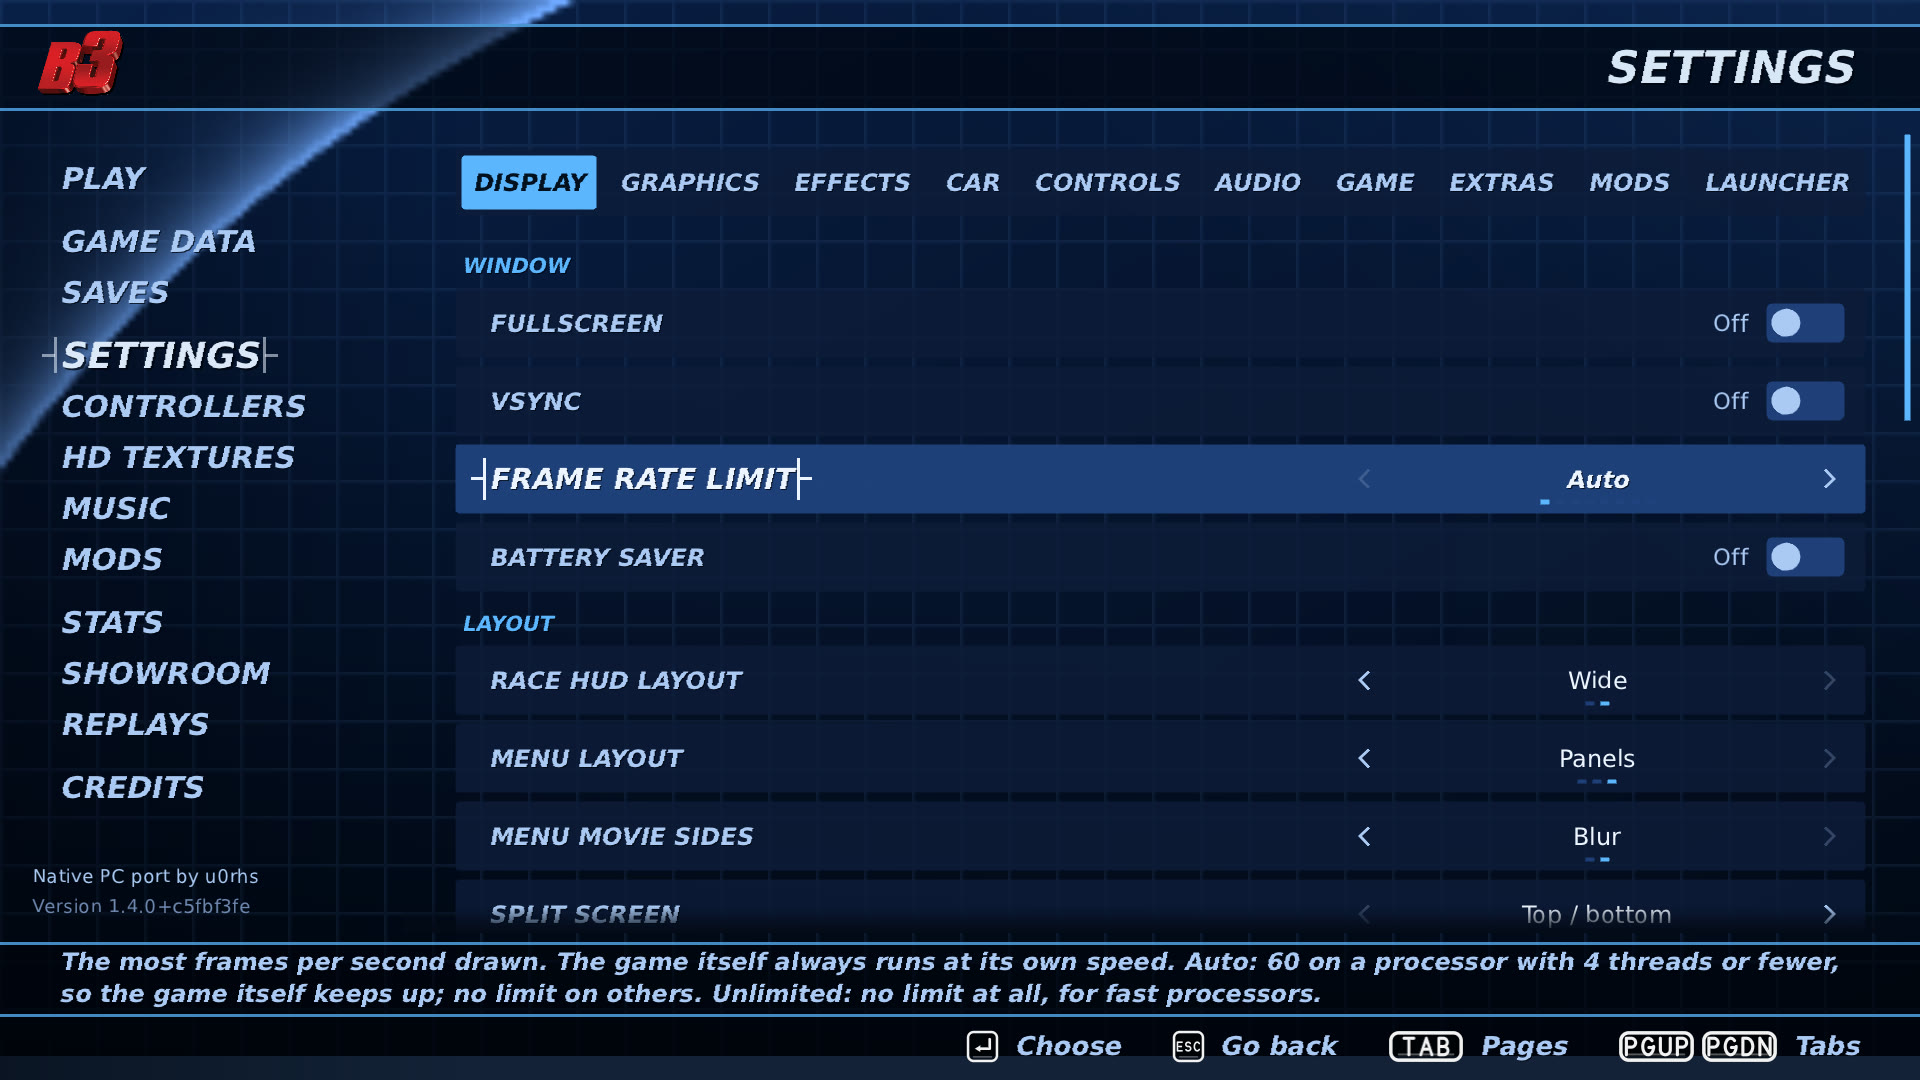 B3
SETTINGS
PLAY
GAME DATA
SAVES
SETTINGS
CONTROLLERS
HD TEXTURES
MUSIC
MODS
STATS
SHOWROOM
REPLAYS
CREDITS
Native PC port by u0rhs
Version 1.4.0+c5fbf3fe
DISPLAY GRAPHICS EFFECTS CAR CONTROLS AUDIO GAME EXTRAS MODS LAUNCHER
WINDOW
FULLSCREEN Off
VSYNC Off
FRAME RATE LIMIT Auto
BATTERY SAVER Off
LAYOUT
RACE HUD LAYOUT Wide
MENU LAYOUT Panels
MENU MOVIE SIDES Blur
SPLIT SCREEN Top / bottom
The most frames per second drawn. The game itself always runs at its own speed. Auto: 60 on a processor with 4 threads or fewer,
so the game itself keeps up; no limit on others. Unlimited: no limit at all, for fast processors.
Choose ESC Go back TAB Pages PGUP PGDN Tabs